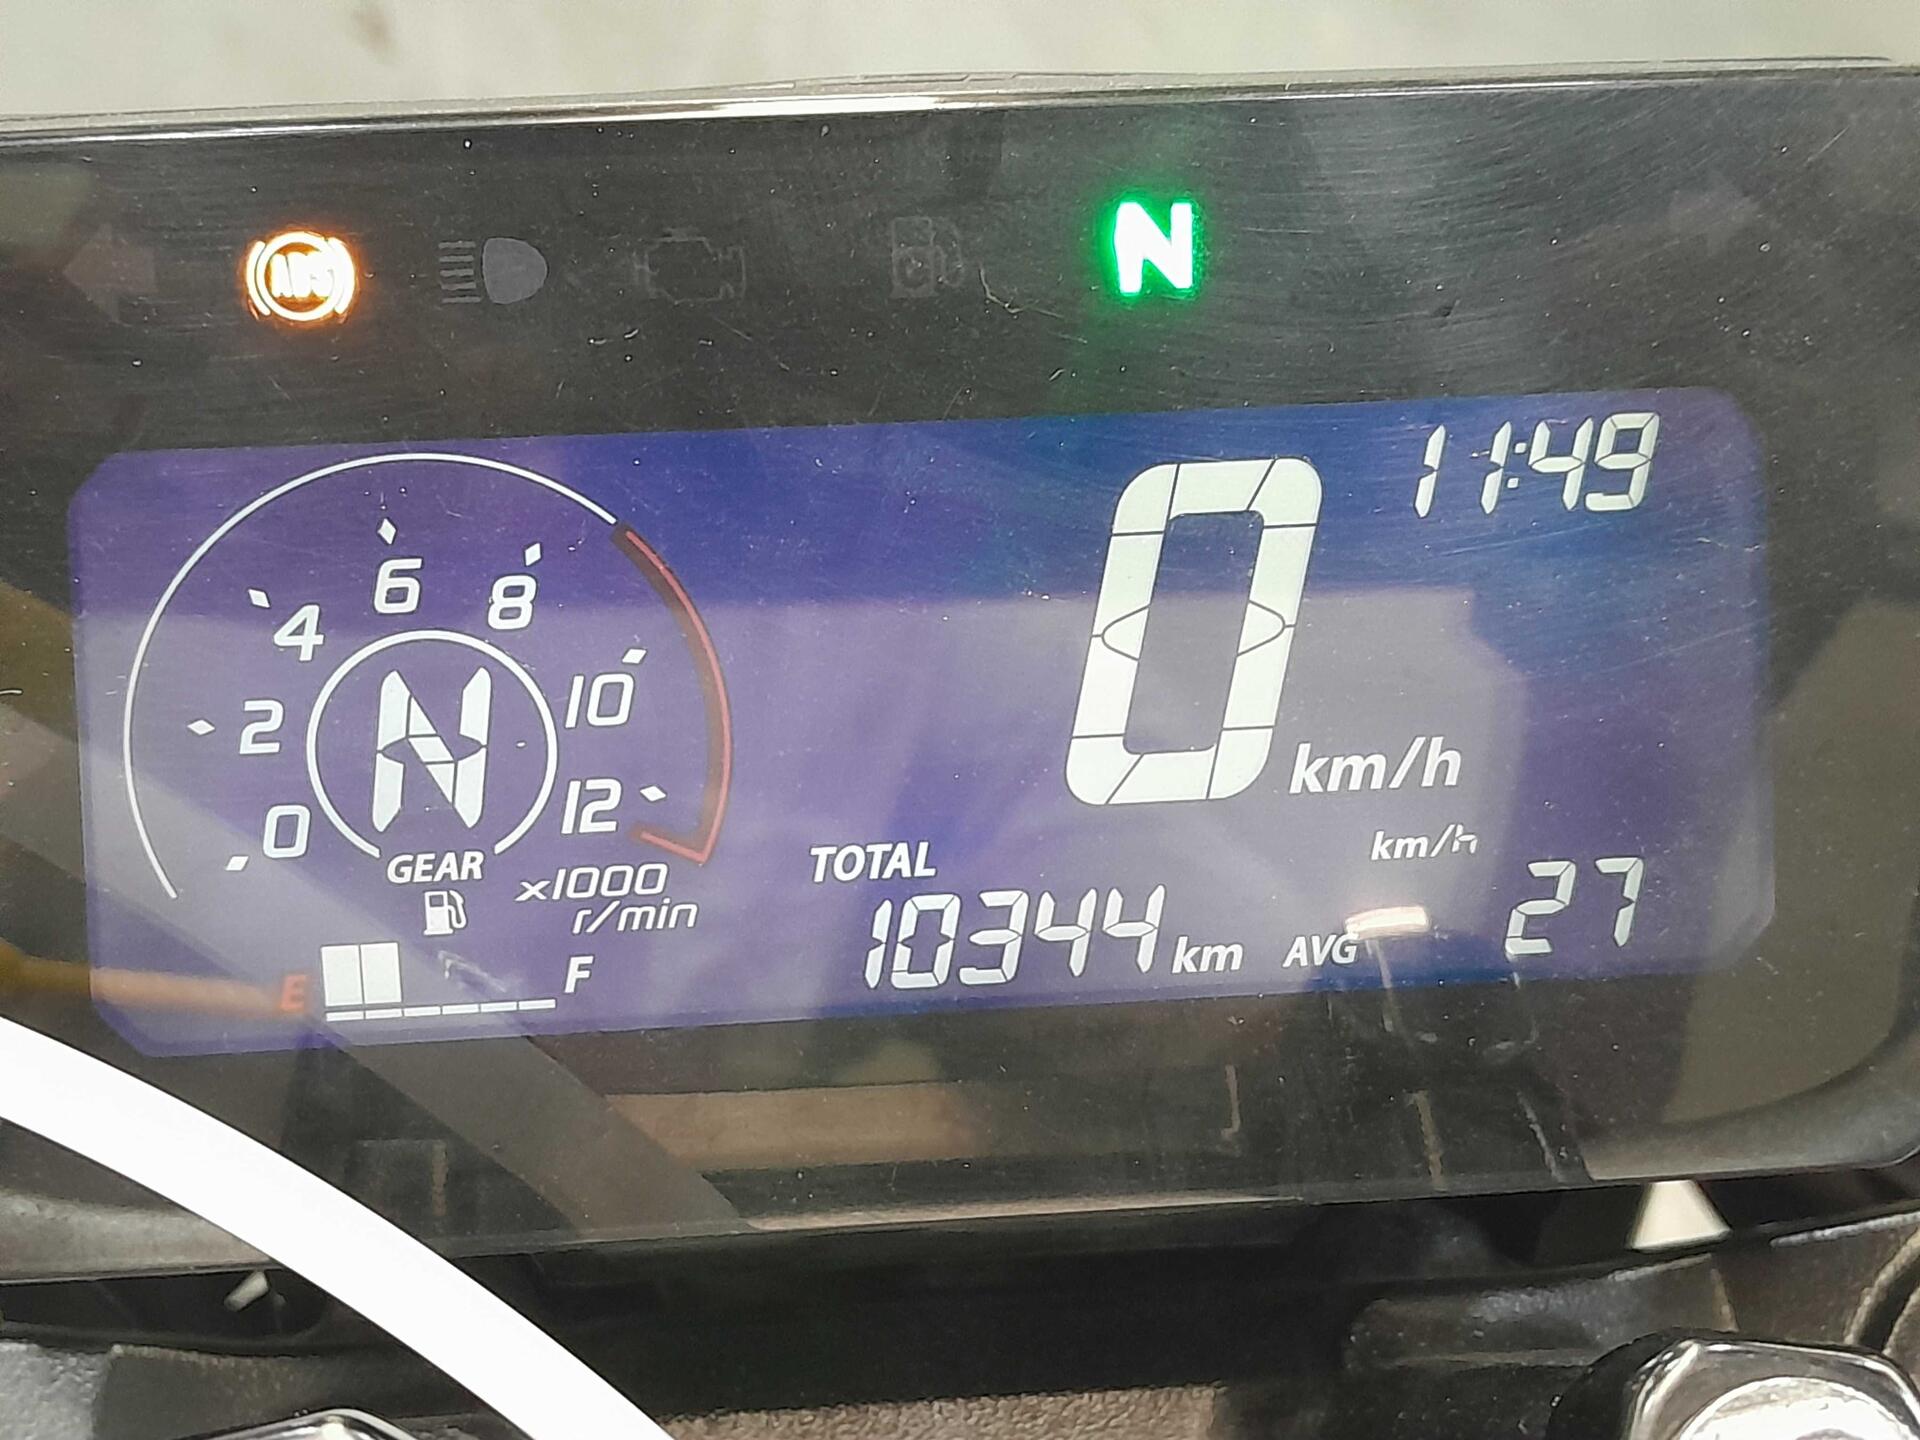 ABS
N
11:49
0 km/h
0
2
4
6
8
10
12
N
GEAR
x1000
r/min
E
F
TOTAL
10344 km
km/h
AVG 27